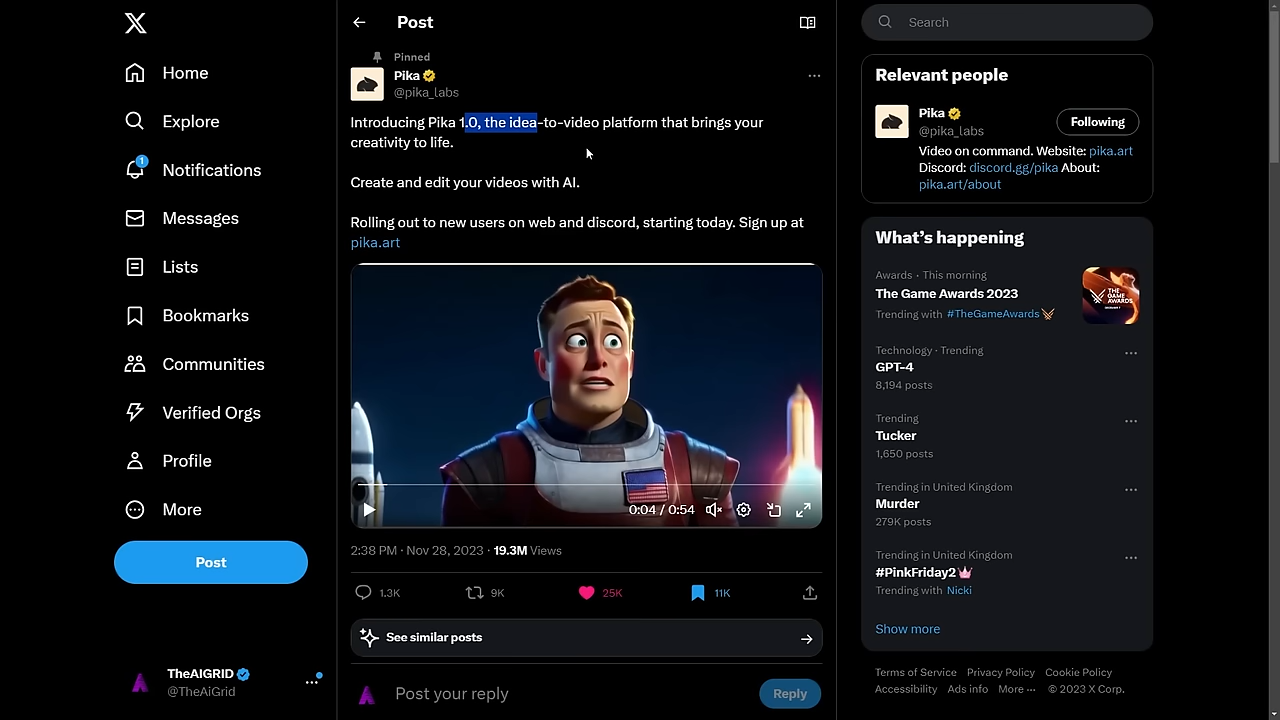 Home
Explore
1
Notifications
Messages
Lists
Bookmarks
Communities
Verified Orgs
Profile
More
Post
TheAIGRID
@TheAiGrid
Post
Pinned
Pika
@pika_labs
Introducing Pika 1.0, the idea-to-video platform that brings your
creativity to life.
Create and edit your videos with AI.
Rolling out to new users on web and discord, starting today. Sign up at
pika.art
0:04 / 0:54
2:38 PM · Nov 28, 2023 · 19.3M Views
1.3K
9K
25K
11K
See similar posts
Post your reply
Reply
Search
Relevant people
Pika
@pika_labs
Following
Video on command. Website: pika.art
Discord: discord.gg/pika About:
pika.art/about
What's happening
Awards · This morning
The Game Awards 2023
Trending with #TheGameAwards
THE GAME AWARDS
Technology · Trending
GPT-4
8,194 posts
Trending
Tucker
1,650 posts
Trending in United Kingdom
Murder
279K posts
Trending in United Kingdom
#PinkFriday2
Trending with Nicki
Show more
Terms of Service Privacy Policy Cookie Policy
Accessibility Ads info More ··· © 2023 X Corp.